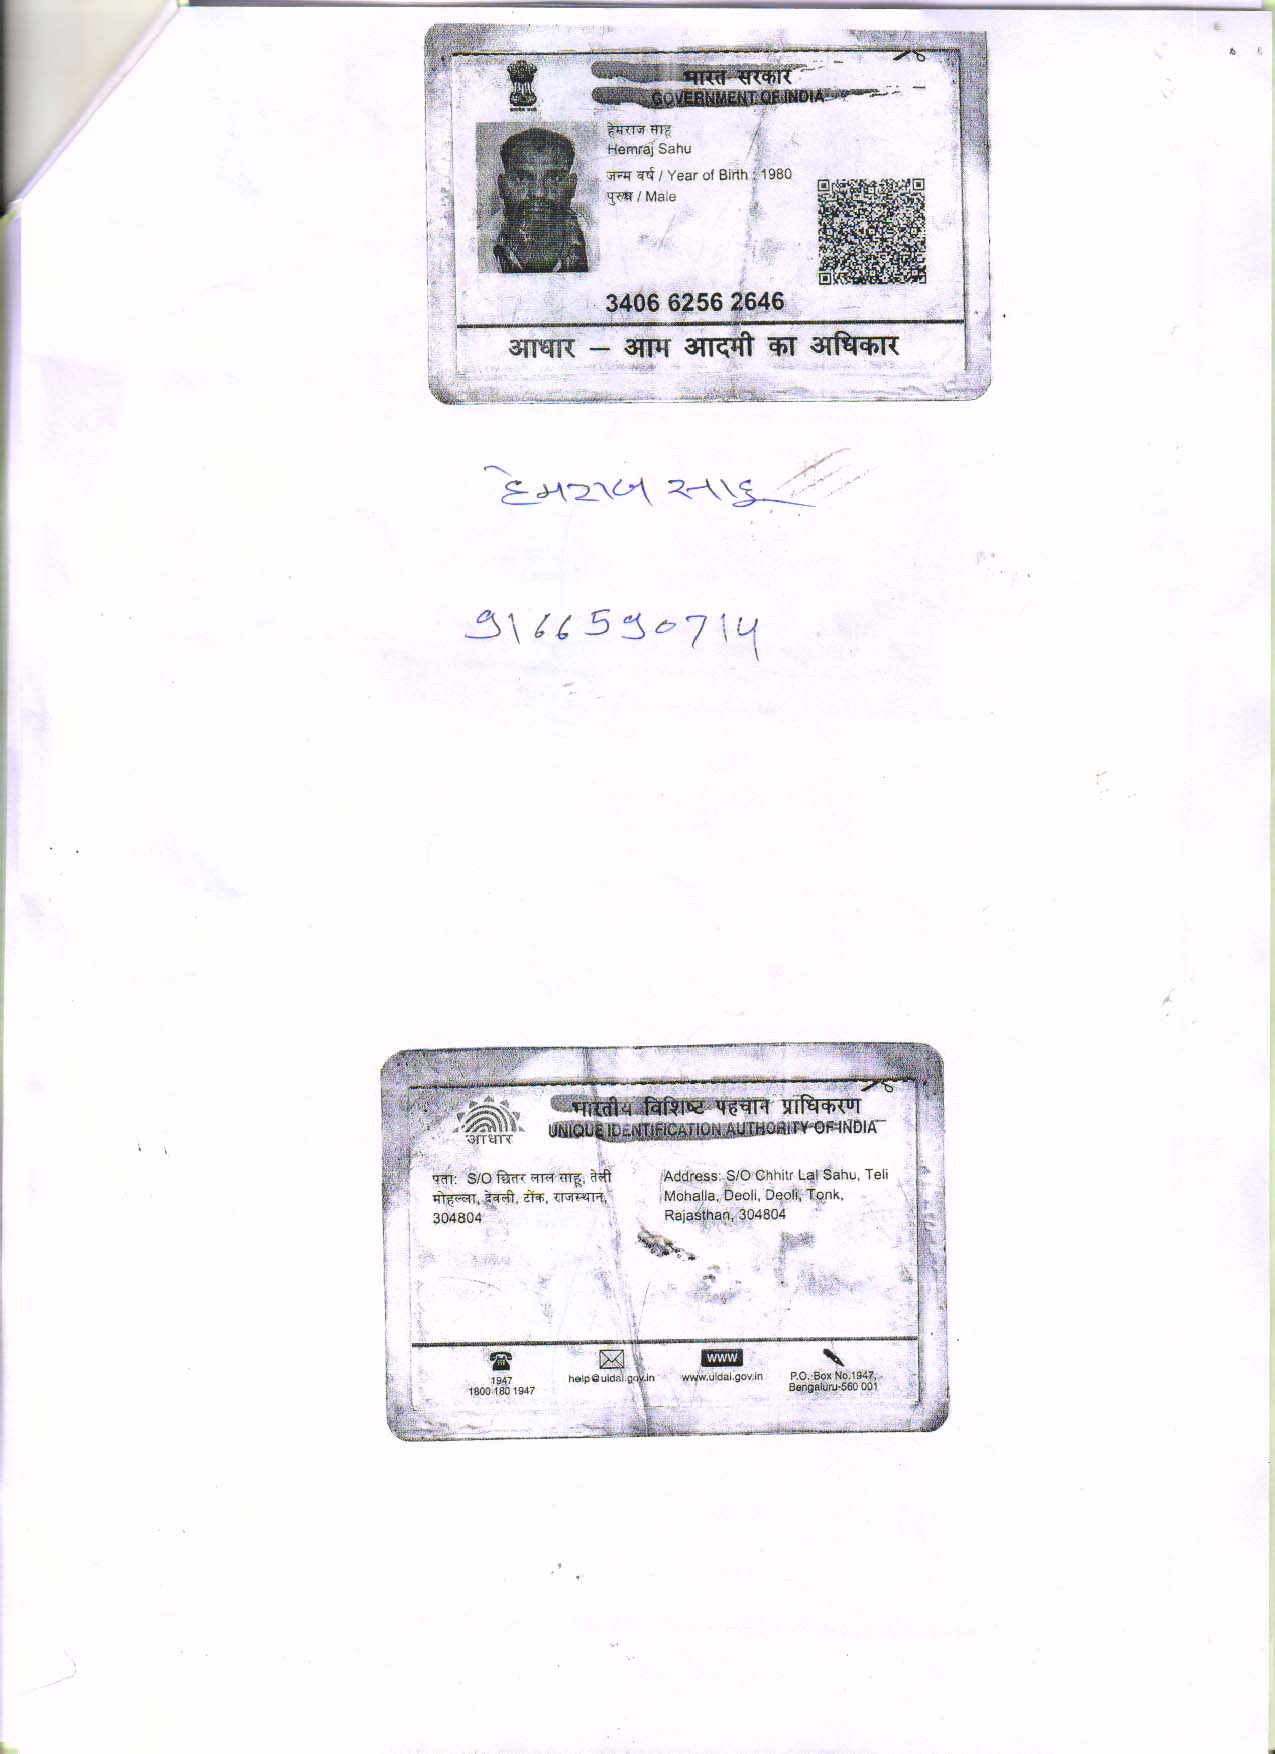 भारत सरकार
GOVERNMENT OF INDIA
हेमराज साहू
Hemraj Sahu
जन्म वर्ष / Year of Birth : 1980
पुरुष / Male
3406 6256 2646
आधार – आम आदमी का अधिकार
हेमराज साहू
9166590714
भारतीय विशिष्ट पहचान प्राधिकरण
UNIQUE IDENTIFICATION AUTHORITY OF INDIA
आधार
पता: S/O छितर लाल साहू, तेली
मोहल्ला, देवली, टोंक, राजस्थान,
304804
Address: S/O Chhitr Lal Sahu, Teli
Mohalla, Deoli, Deoli, Tonk,
Rajasthan, 304804
1947
1800 180 1947
help@uidai.gov.in
WWW
www.uidai.gov.in
P.O. Box No.1947,
Bengaluru-560 001